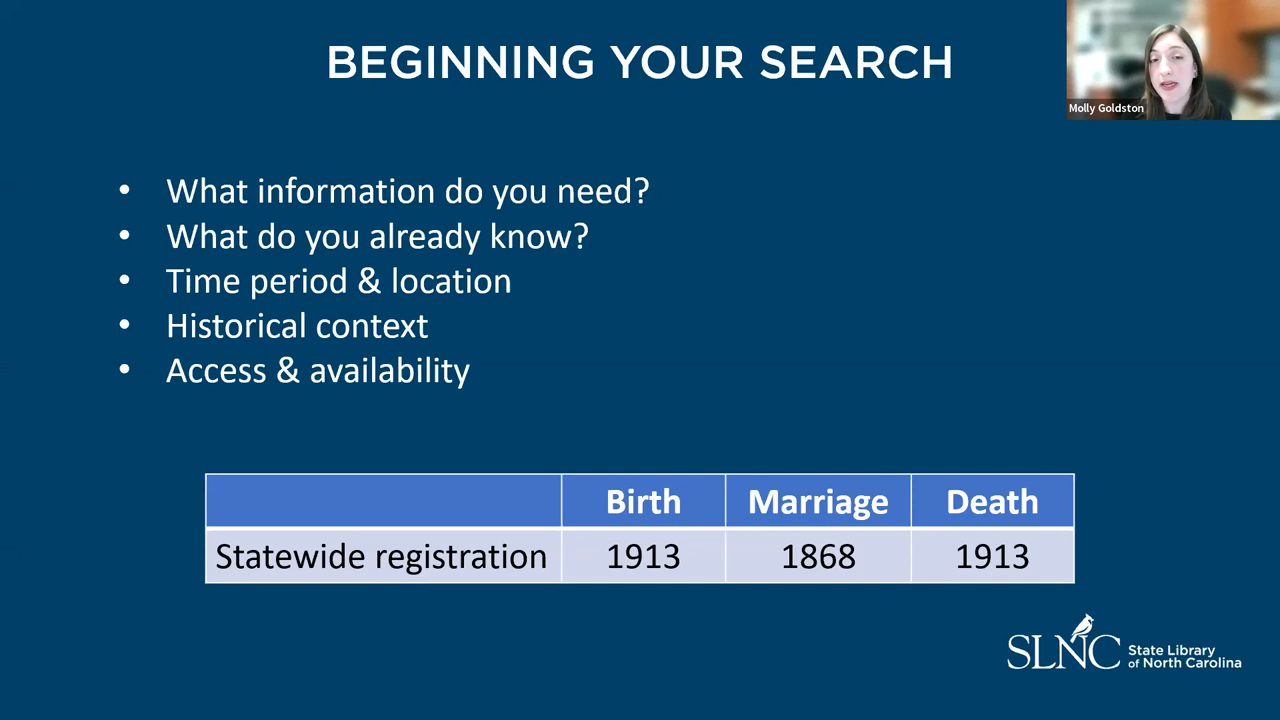 BEGINNING YOUR SEARCH
Molly Goldston
• What information do you need?
• What do you already know?
• Time period & location
• Historical context
• Access & availability
Birth Marriage Death
Statewide registration 1913 1868 1913
SLNC State Library
of North Carolina